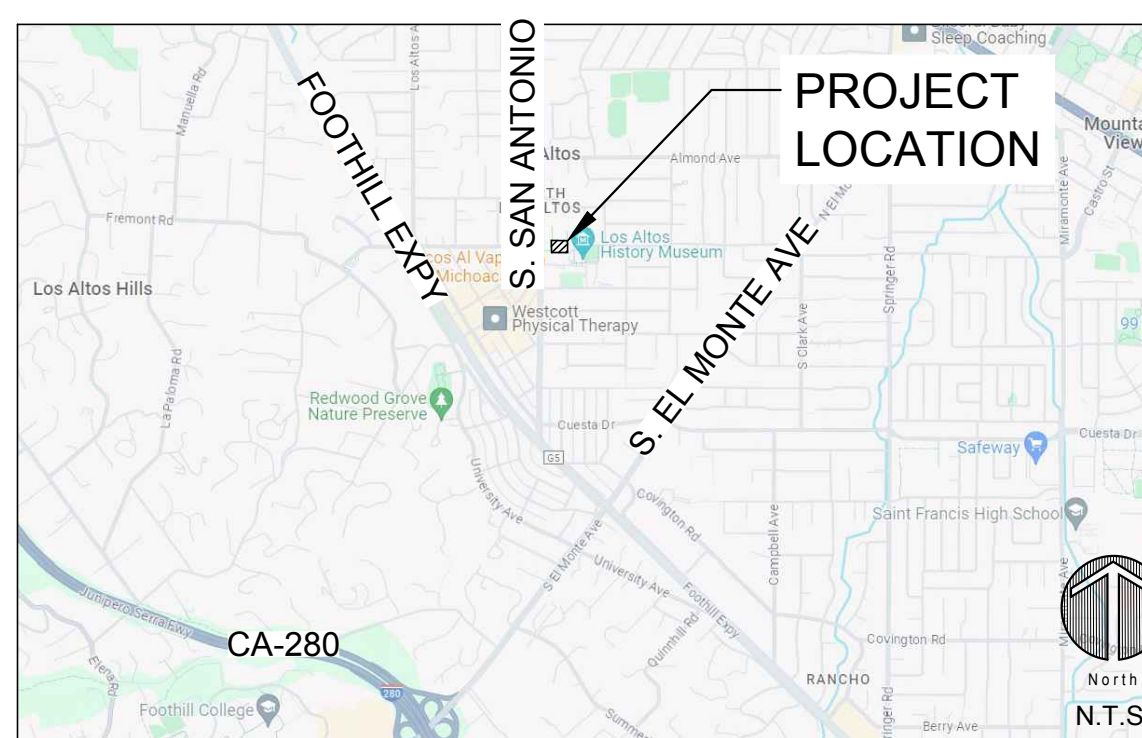 Sleep Coaching
PROJECT
LOCATION
FOOTHILL EXPY
S. SAN ANTONIO
S. EL MONTE AVE
CA-280
Manuella Rd
Los Altos
Almond Ave
View
Miramonte Ave
Castro St
Fremont Rd
Los Altos
History Museum
Los Altos Hills
Westcott
Physical Therapy
Springer Rd
S Clark Ave
99
La Paloma Rd
Redwood Grove
Nature Preserve
Cuesta Dr
Cuesta Dr
Safeway
G5
University Ave
Covington Rd
Campbell Ave
Saint Francis High School
S El Monte Ave
University Ave
Foothill Expy
Quinnhill Rd
Junipero Serra Fwy
Covington Rd
Elena Rd
RANCHO
North
280
Foothill College
N.T.S
Berry Ave